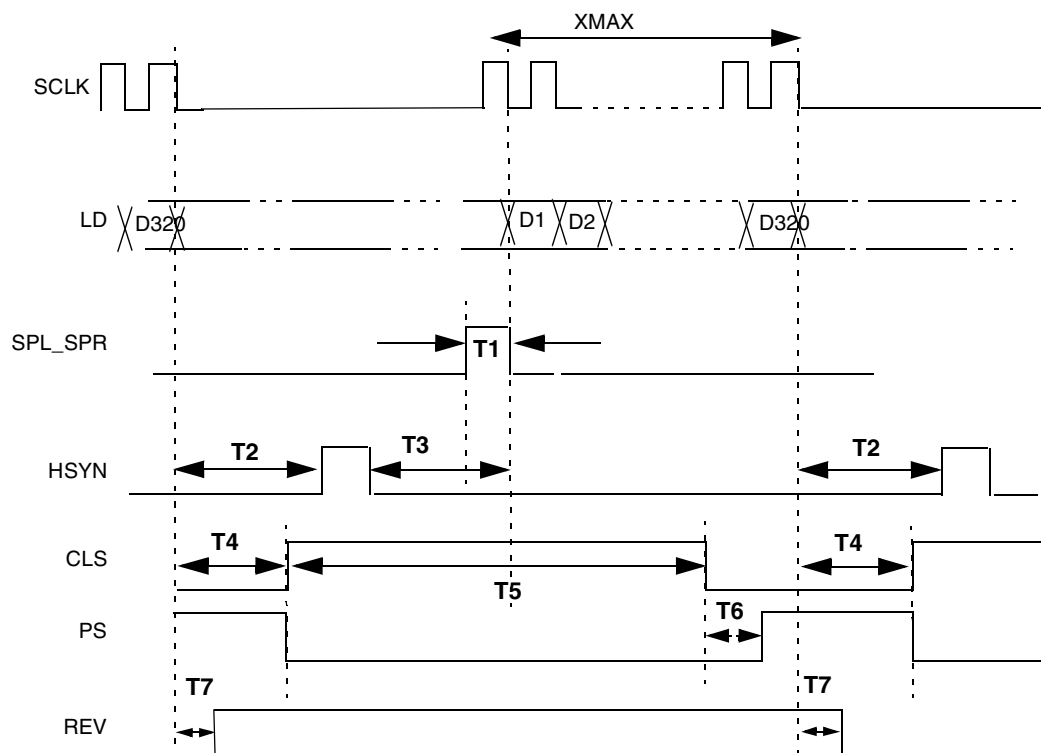 XMAX
SCLK
LD
D320
D1
D2
D320
SPL_SPR
T1
HSYN
T2
T3
T2
CLS
T4
T5
T4
PS
T6
T7
T7
REV